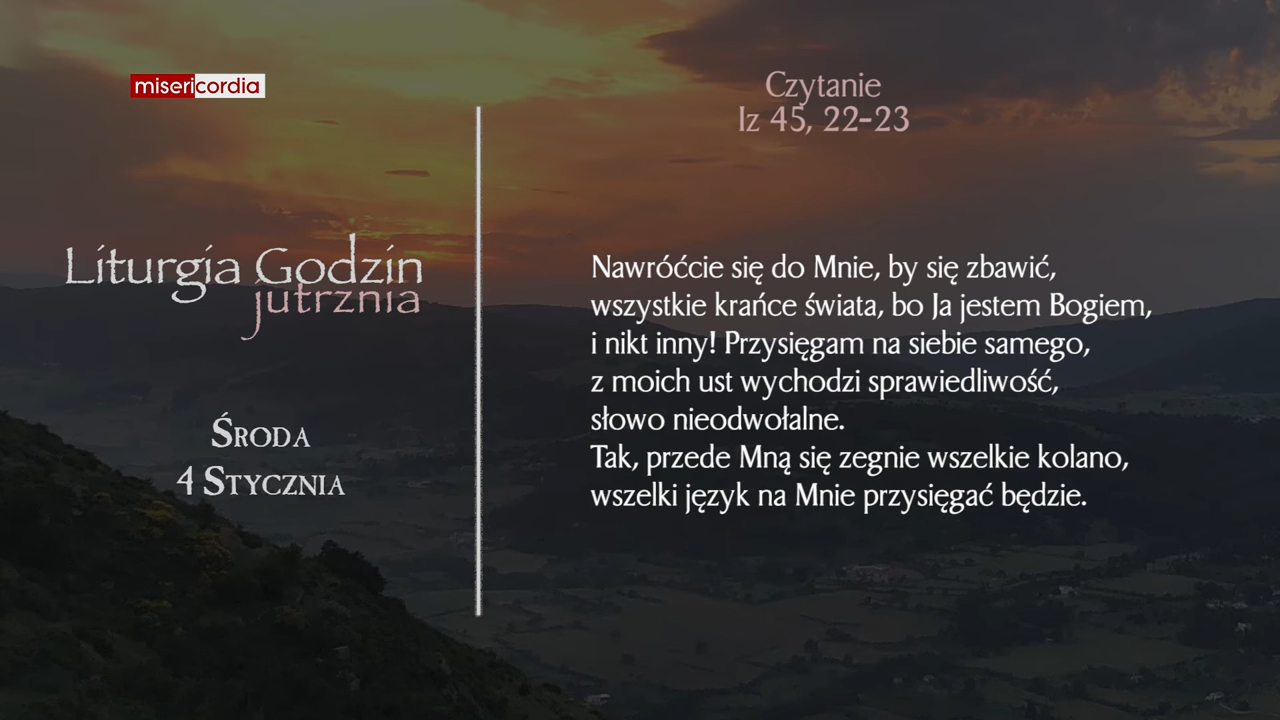 misericordia
Liturgia Godzin
jutrznia
Środa
4 Stycznia
Czytanie
Iz 45, 22-23
Nawróćcie się do Mnie, by się zbawić,
wszystkie krańce świata, bo Ja jestem Bogiem,
i nikt inny! Przysięgam na siebie samego,
z moich ust wychodzi sprawiedliwość,
słowo nieodwołalne.
Tak, przede Mną się zegnie wszelkie kolano,
wszelki język na Mnie przysięgać będzie.